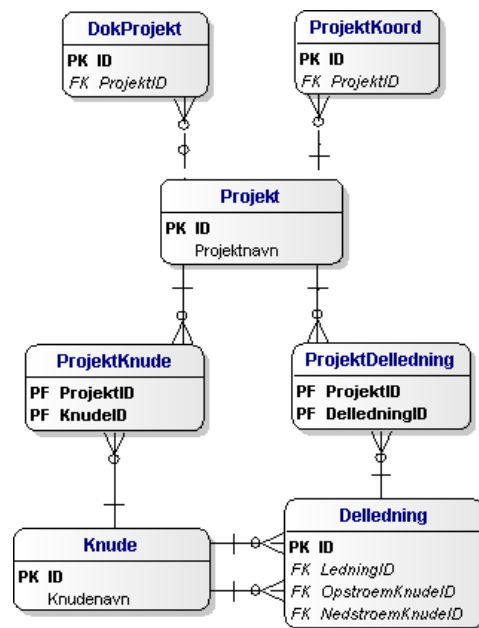 DokProjekt
PK ID
FK ProjektID
ProjektKoord
PK ID
FK ProjektID
Projekt
PK ID
Projektnavn
ProjektKnude
PF ProjektID
PF KnudeID
ProjektDelledning
PF ProjektID
PF DelledningID
Knude
PK ID
Knudenavn
Delledning
PK ID
FK LedningID
FK OpstroemKnudeID
FK NedstroemKnudeID